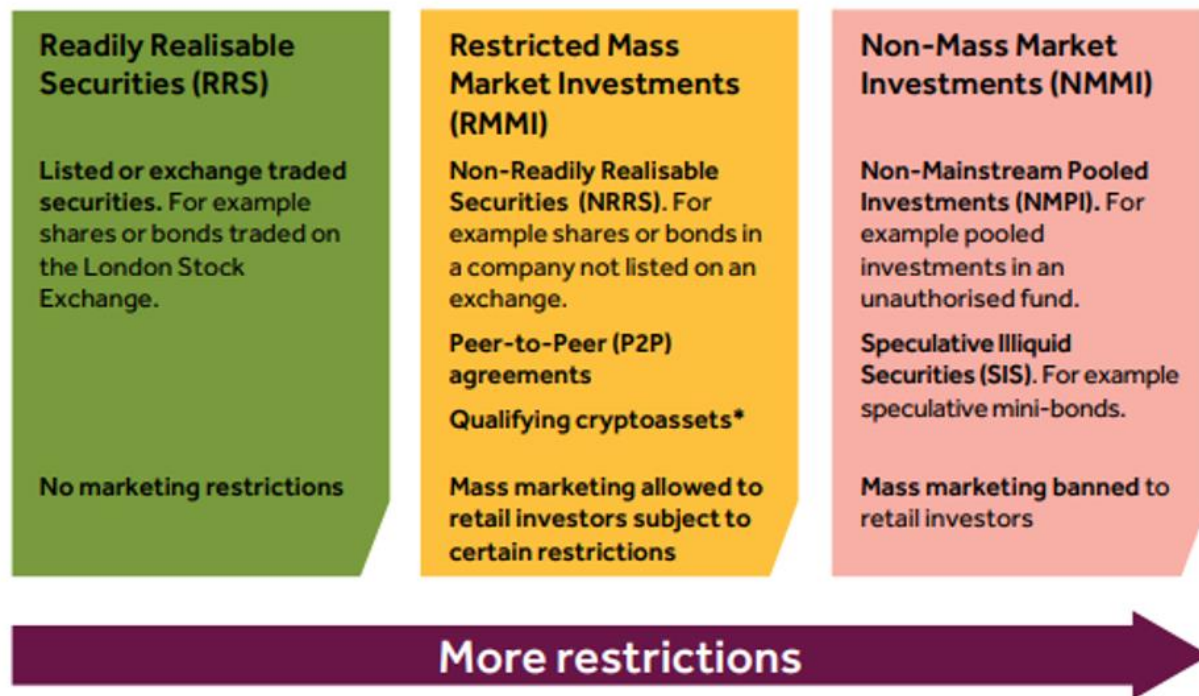 Readily Realisable
Securities (RRS)
Listed or exchange traded
securities. For example
shares or bonds traded on
the London Stock
Exchange.
No marketing restrictions
Restricted Mass
Market Investments
(RMMI)
Non-Readily Realisable
Securities (NRRS). For
example shares or bonds in
a company not listed on an
exchange.
Peer-to-Peer (P2P)
agreements
Qualifying cryptoassets*
Mass marketing allowed to
retail investors subject to
certain restrictions
Non-Mass Market
Investments (NMMI)
Non-Mainstream Pooled
Investments (NMPI). For
example pooled
investments in an
unauthorised fund.
Speculative Illiquid
Securities (SIS). For example
speculative mini-bonds.
Mass marketing banned to
retail investors
More restrictions